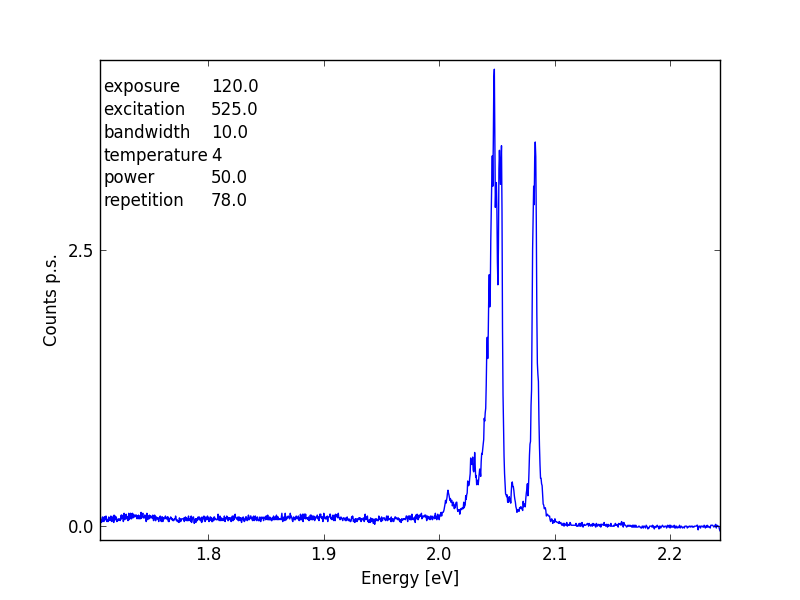 exposure 120.0
excitation 525.0
bandwidth 10.0
temperature 4
power 50.0
repetition 78.0
Counts p.s.
2.5
0.0
1.8 1.9 2.0 2.1 2.2
Energy [eV]